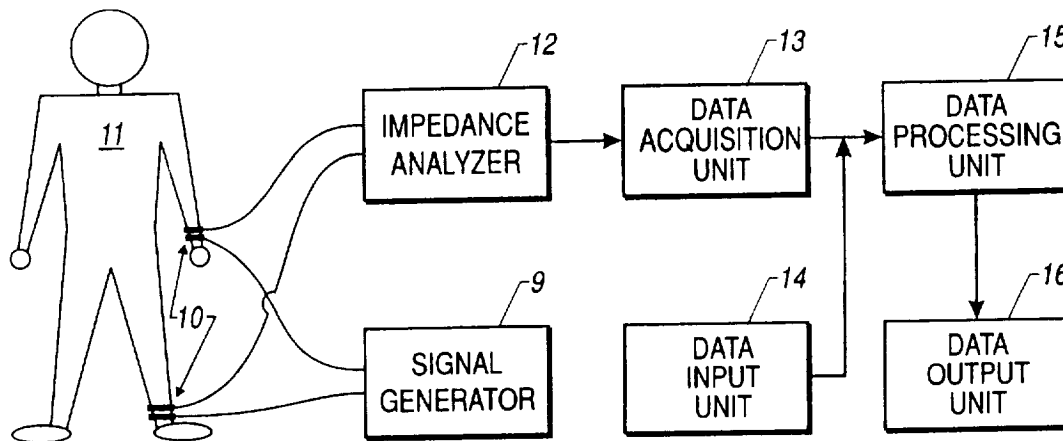 12
13
15
11
IMPEDANCE
ANALYZER
DATA
ACQUISITION
UNIT
DATA
PROCESSING
UNIT
10
9
14
16
SIGNAL
GENERATOR
DATA
INPUT
UNIT
DATA
OUTPUT
UNIT